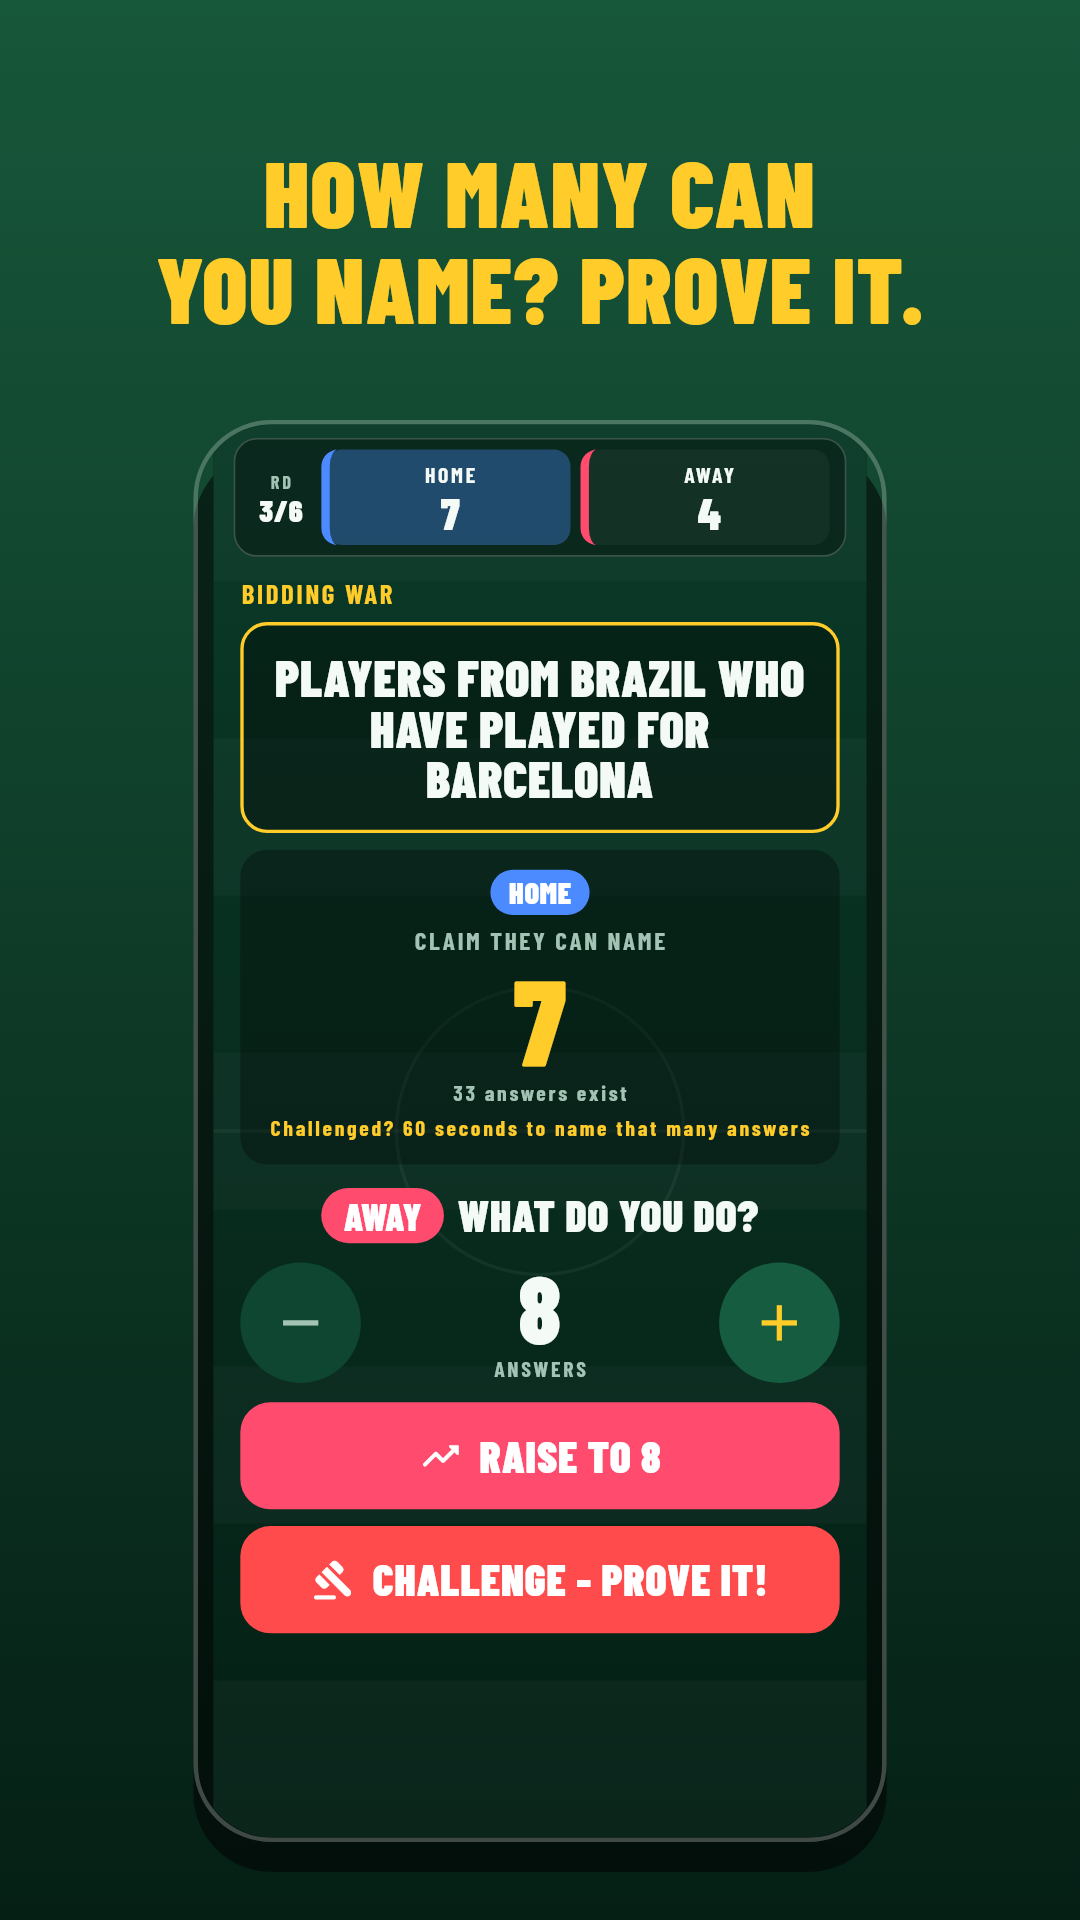 HOW MANY CAN
YOU NAME? PROVE IT.
RD
3/6
HOME
7
AWAY
4
BIDDING WAR
PLAYERS FROM BRAZIL WHO
HAVE PLAYED FOR
BARCELONA
HOME
CLAIM THEY CAN NAME
7
33 answers exist
Challenged? 60 seconds to name that many answers
AWAY WHAT DO YOU DO?
8
ANSWERS
RAISE TO 8
CHALLENGE - PROVE IT!